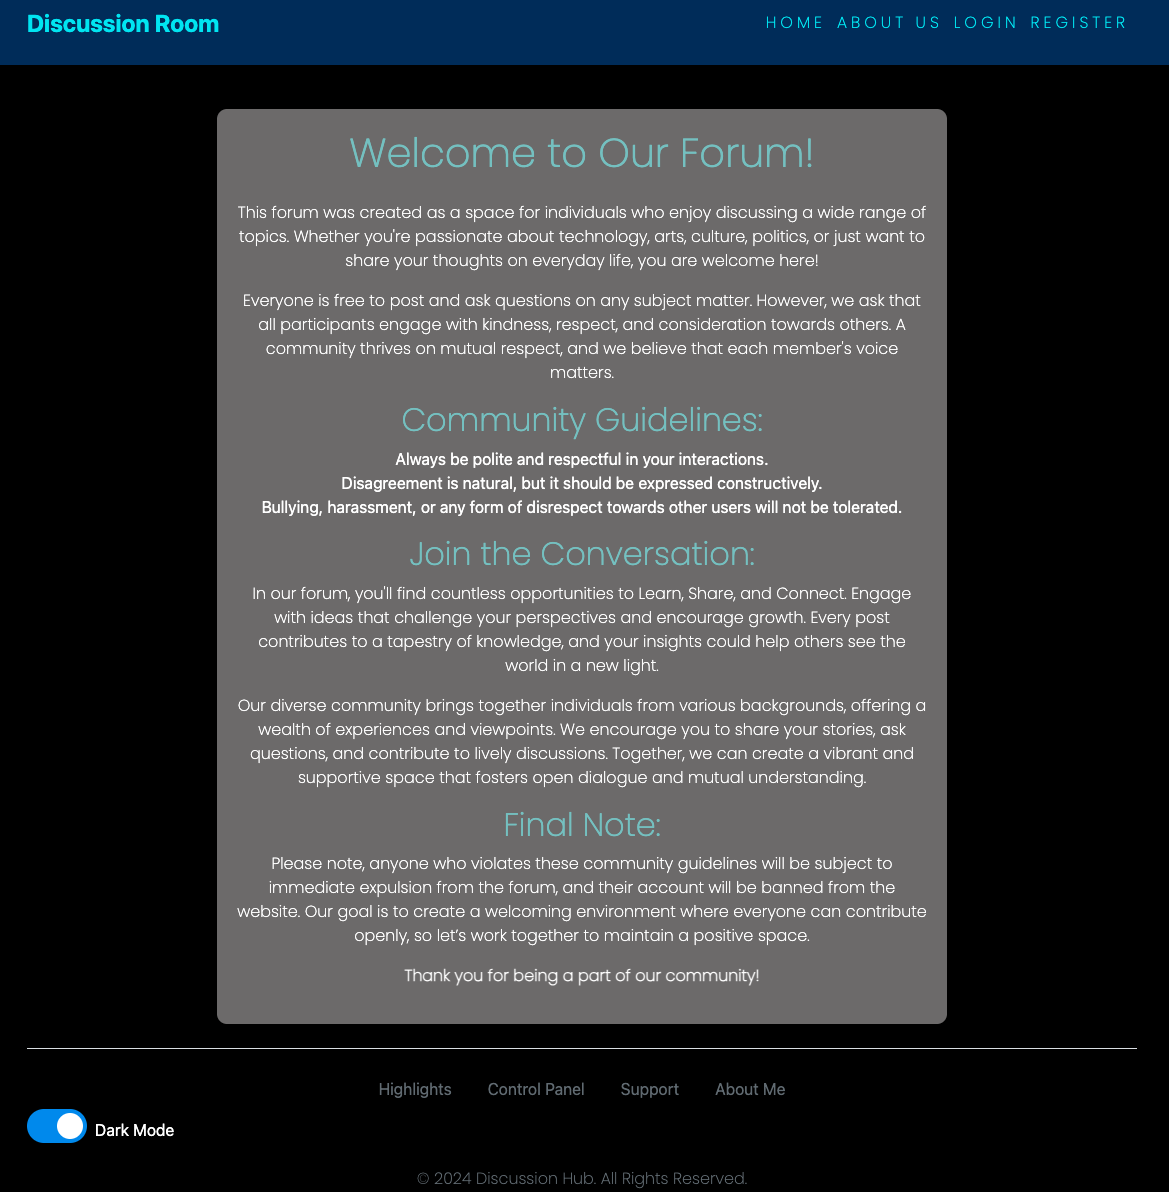 Discussion Room
HOME ABOUT US LOGIN REGISTER
Welcome to Our Forum!
This forum was created as a space for individuals who enjoy discussing a wide range of
topics. Whether you're passionate about technology, arts, culture, politics, or just want to
share your thoughts on everyday life, you are welcome here!
Everyone is free to post and ask questions on any subject matter. However, we ask that
all participants engage with kindness, respect, and consideration towards others. A
community thrives on mutual respect, and we believe that each member's voice
matters.
Community Guidelines:
Always be polite and respectful in your interactions.
Disagreement is natural, but it should be expressed constructively.
Bullying, harassment, or any form of disrespect towards other users will not be tolerated.
Join the Conversation:
In our forum, you'll find countless opportunities to Learn, Share, and Connect. Engage
with ideas that challenge your perspectives and encourage growth. Every post
contributes to a tapestry of knowledge, and your insights could help others see the
world in a new light.
Our diverse community brings together individuals from various backgrounds, offering a
wealth of experiences and viewpoints. We encourage you to share your stories, ask
questions, and contribute to lively discussions. Together, we can create a vibrant and
supportive space that fosters open dialogue and mutual understanding.
Final Note:
Please note, anyone who violates these community guidelines will be subject to
immediate expulsion from the forum, and their account will be banned from the
website. Our goal is to create a welcoming environment where everyone can contribute
openly, so let’s work together to maintain a positive space.
Thank you for being a part of our community!
Highlights Control Panel Support About Me
Dark Mode
© 2024 Discussion Hub. All Rights Reserved.